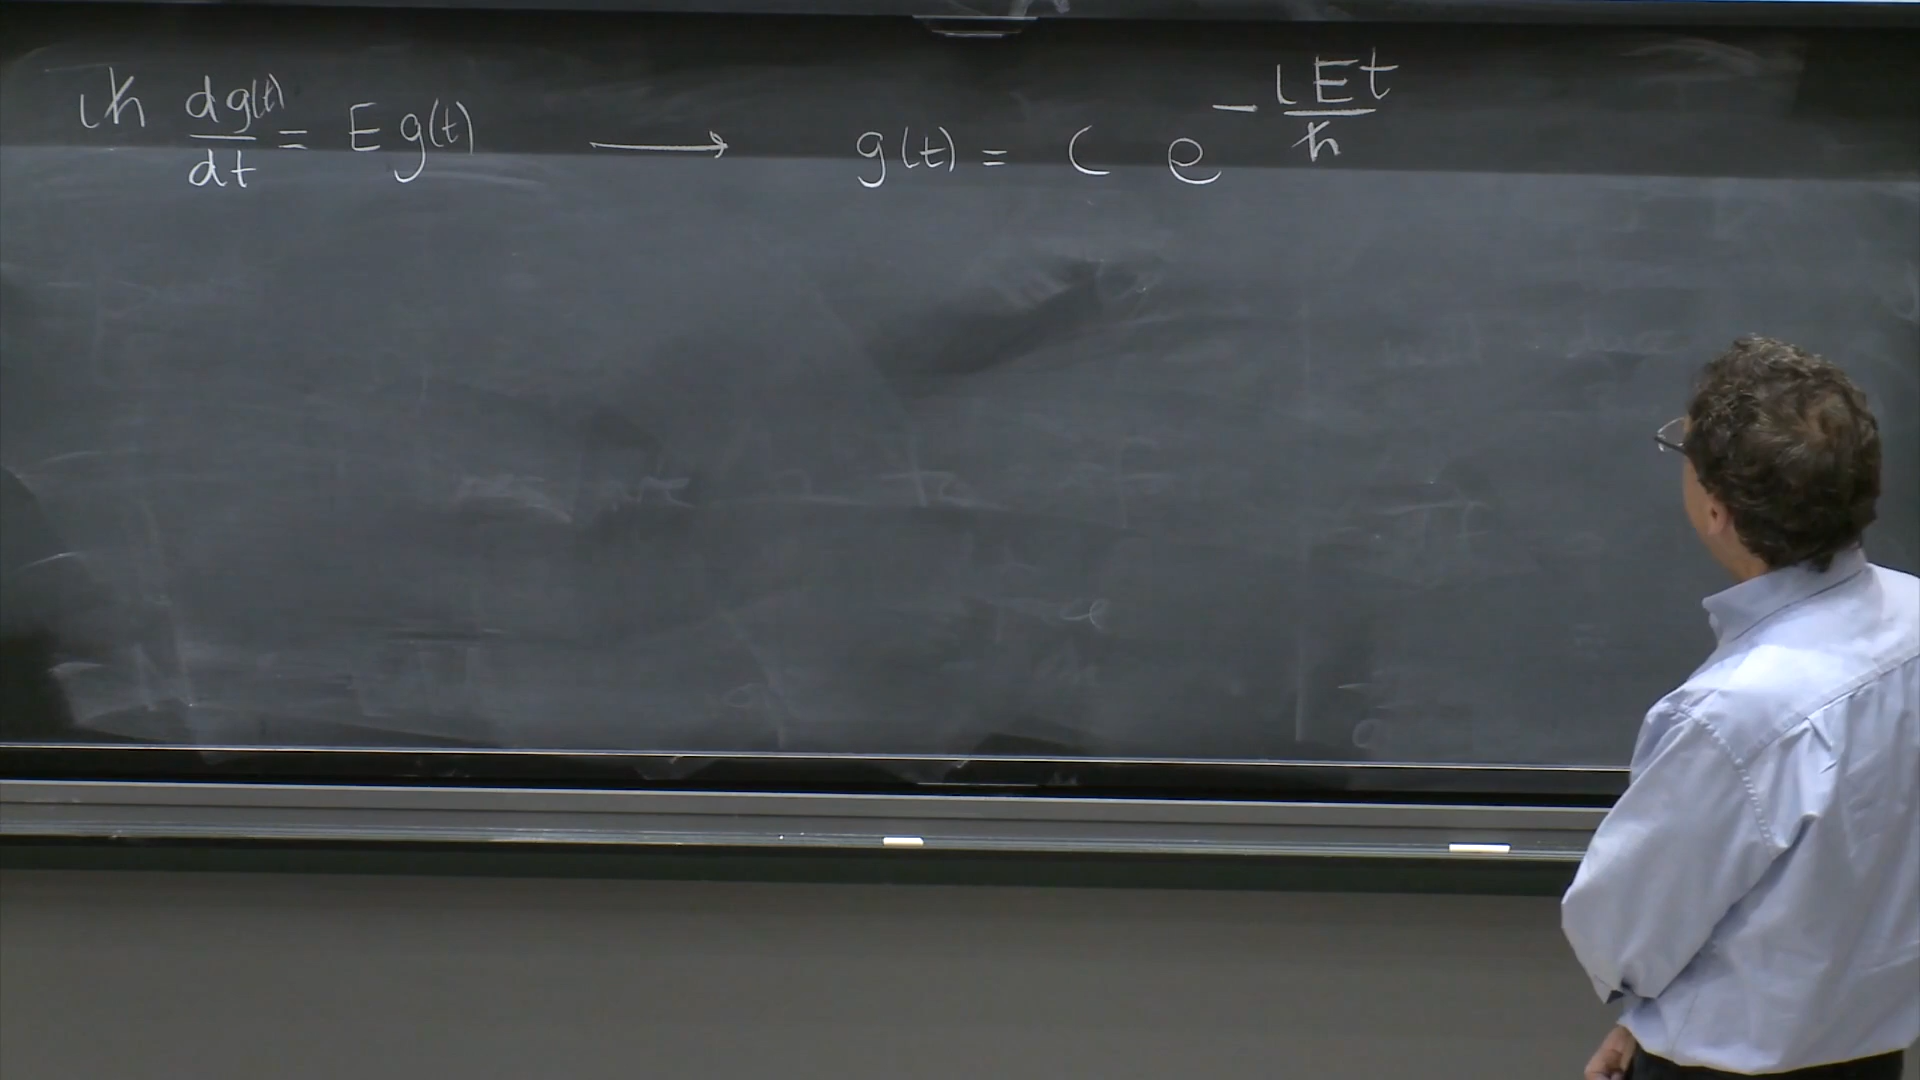 iħ dg(t)/dt = E g(t) ⟶ g(t) = C e^{-iEt/ħ}